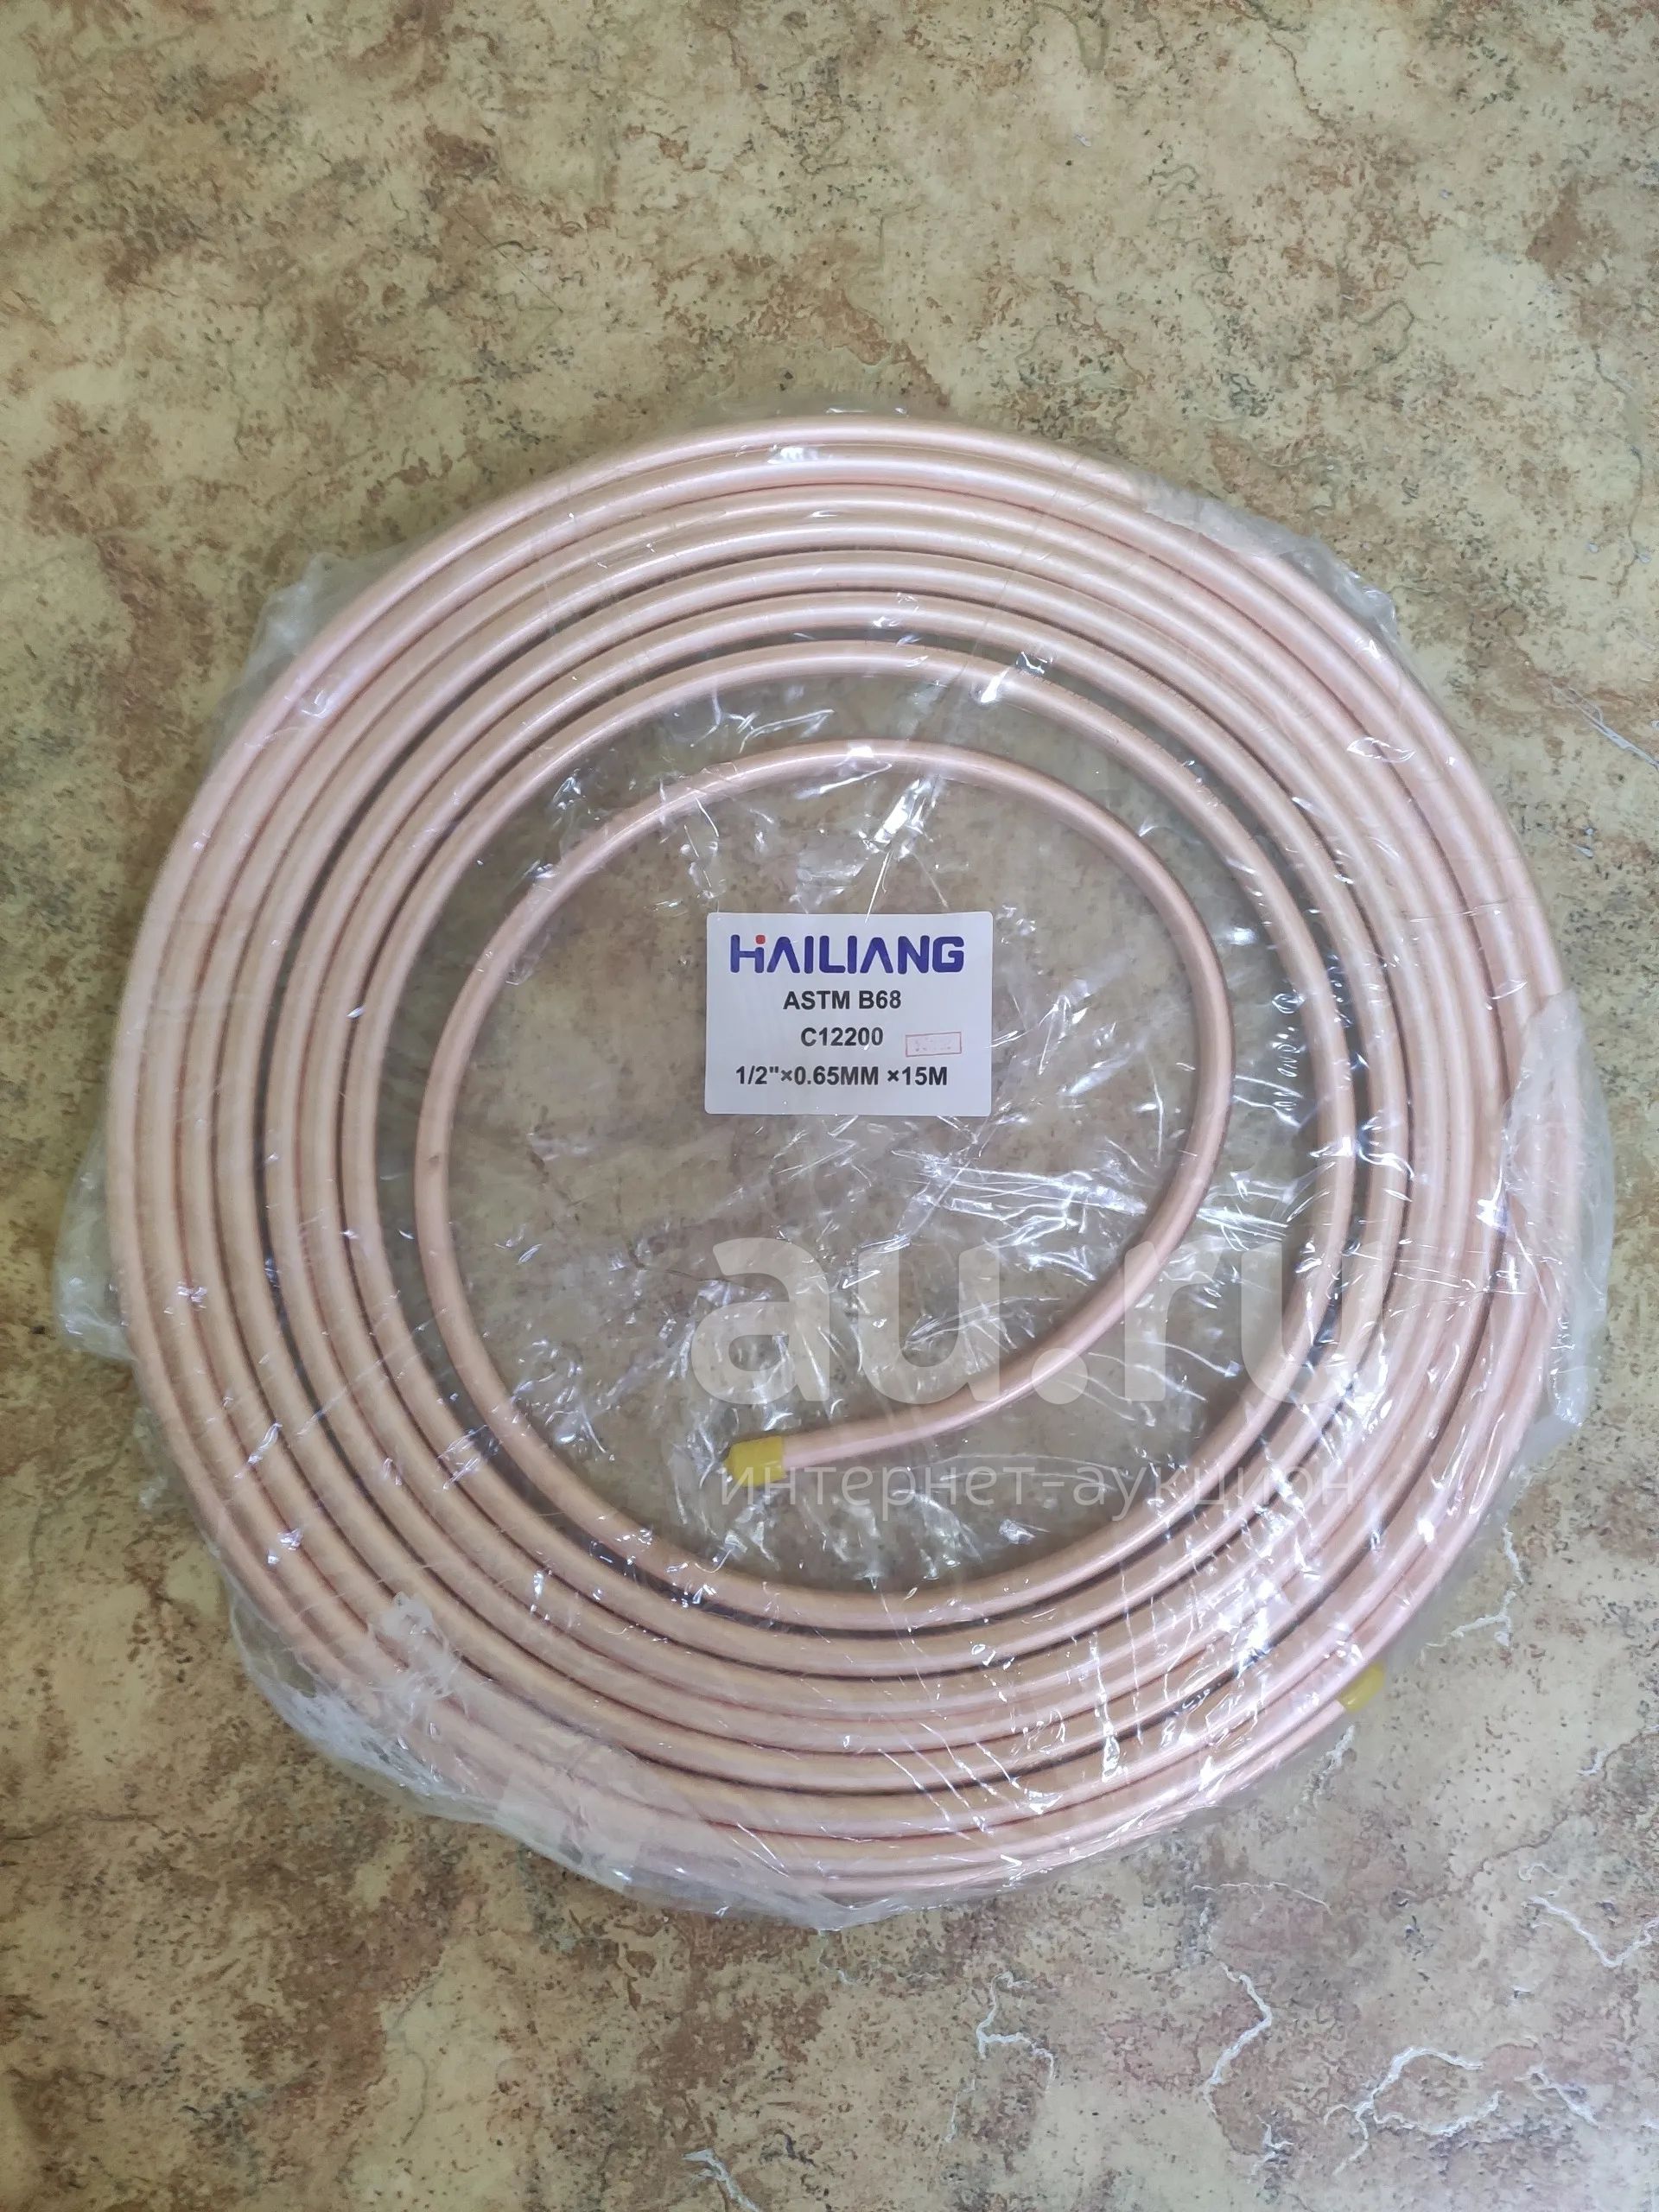 HAILIANG
ASTM B68
C12200
1/2"×0.65MM ×15M
au.ru
интернет-аукцион